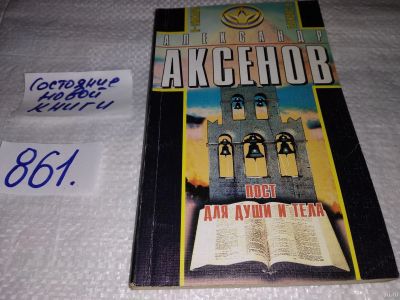 Состояние
новой
книги
861.
АЛЕКСАНДР
АКСЕНОВ
ПОСТ
ДЛЯ ДУШИ И ТЕЛА